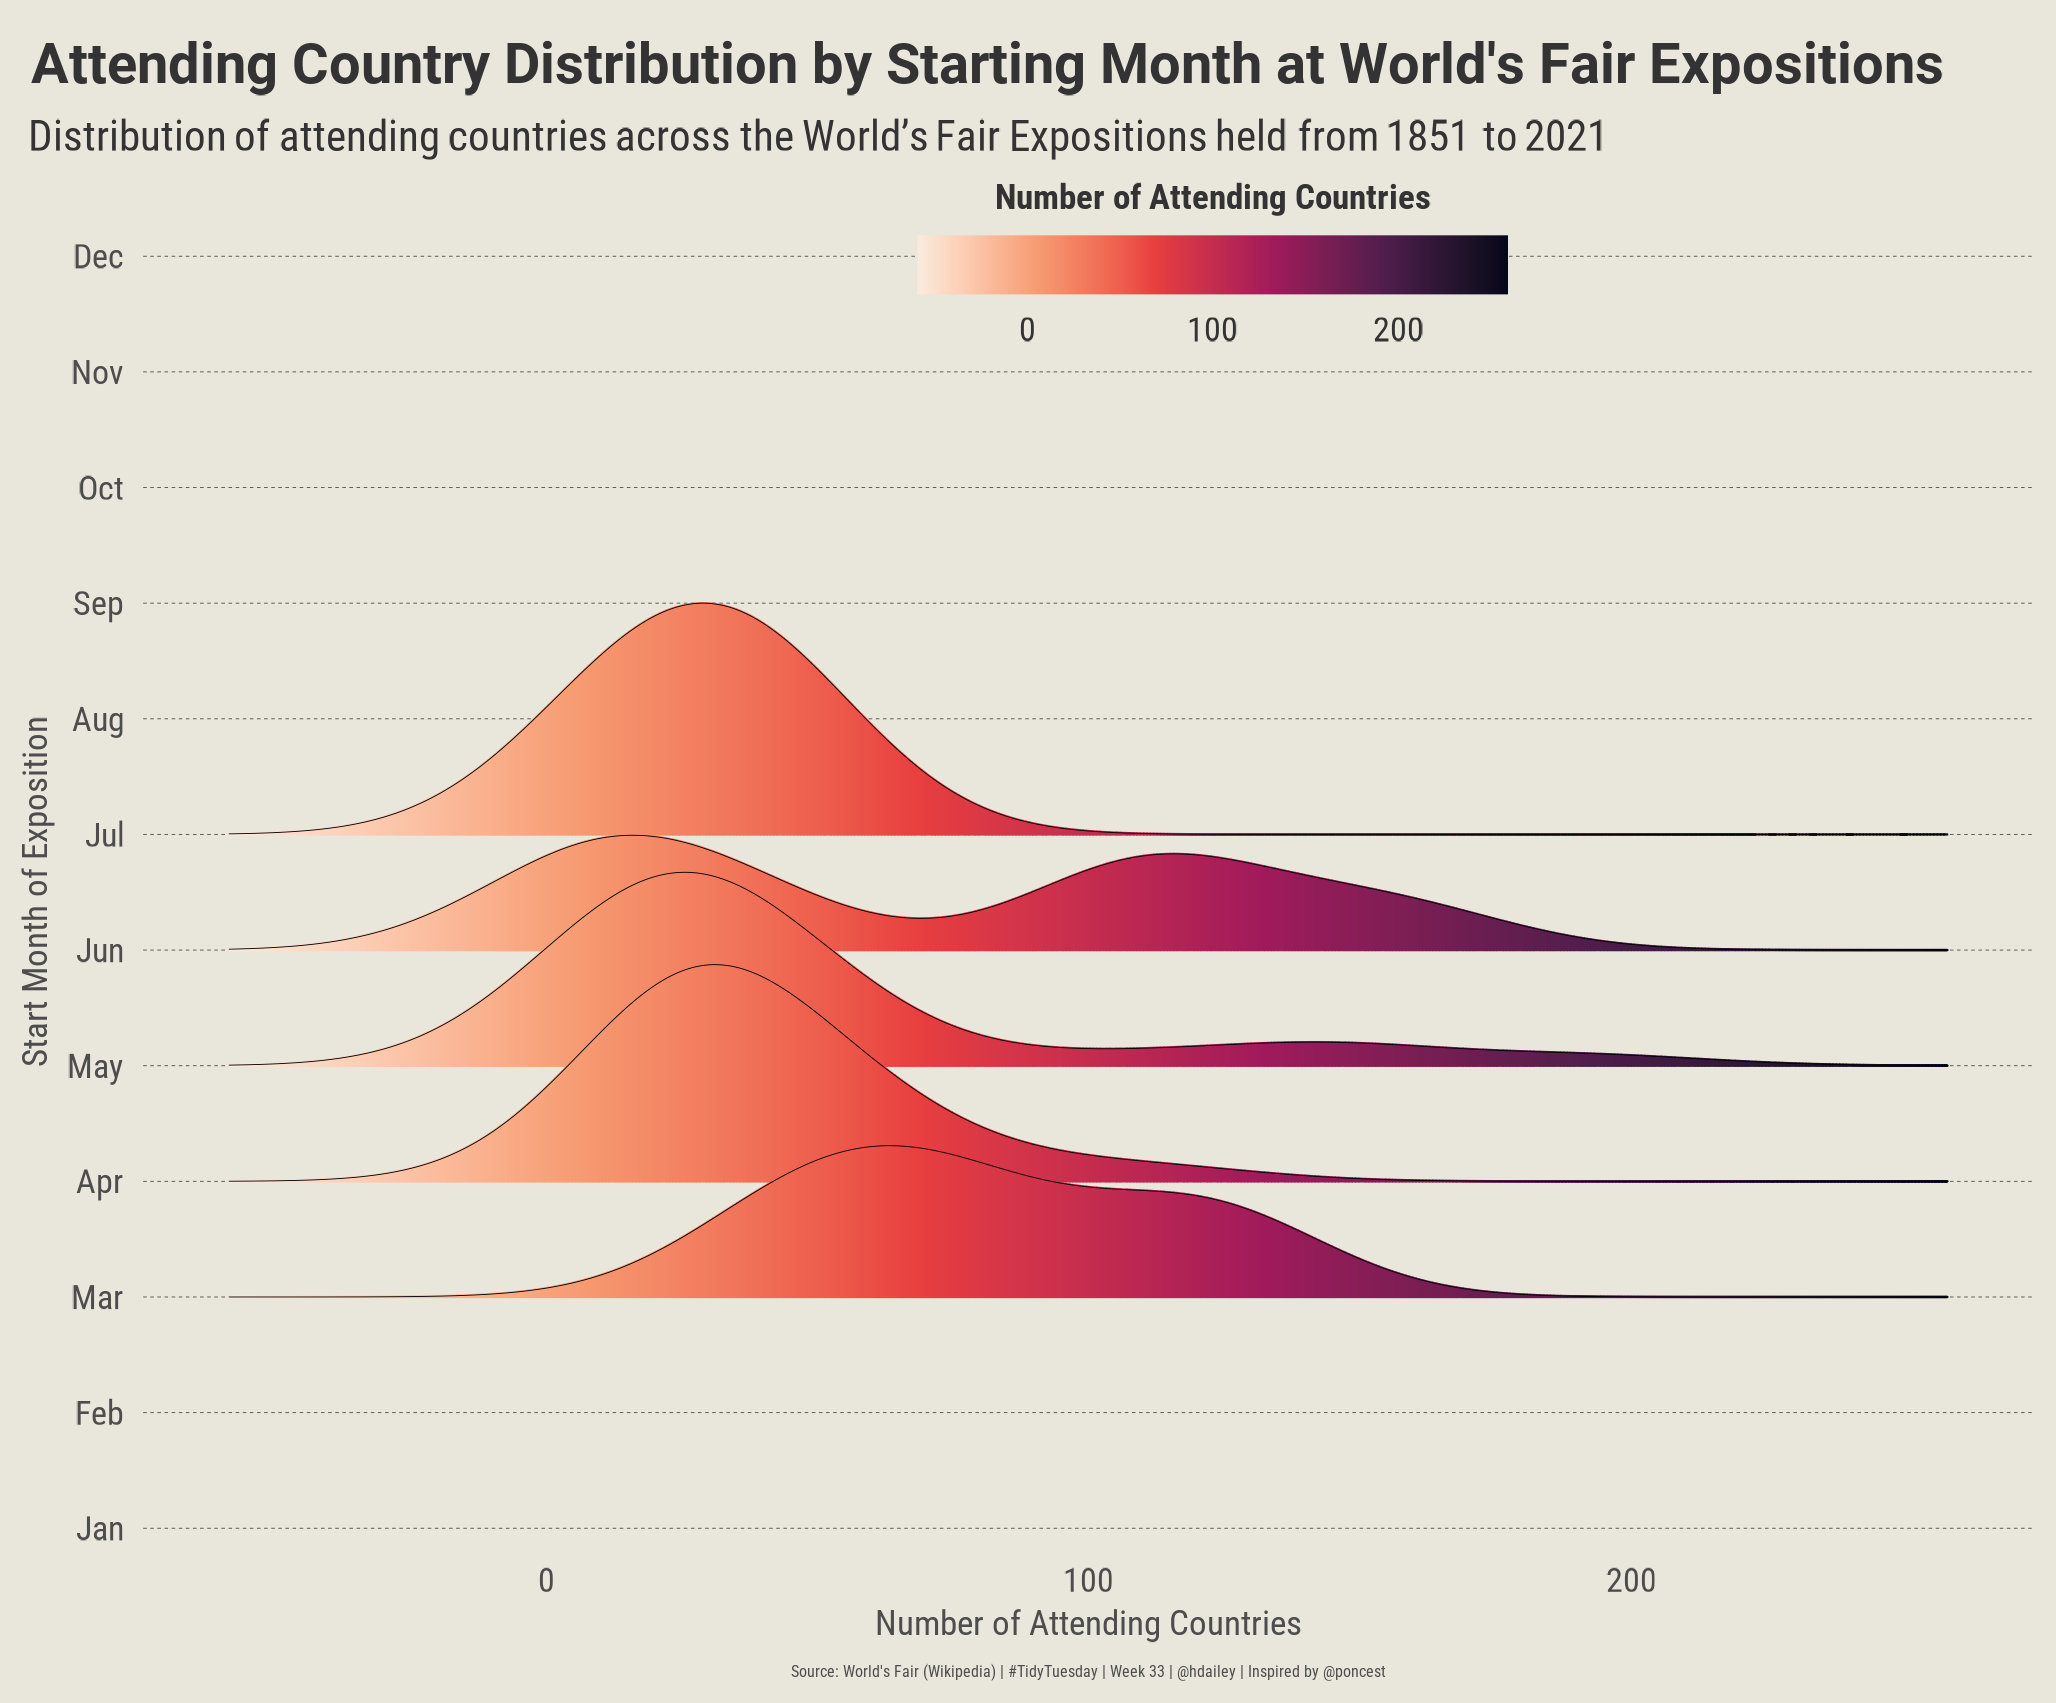 Attending Country Distribution by Starting Month at World's Fair Expositions
Distribution of attending countries across the World’s Fair Expositions held from 1851 to 2021
Number of Attending Countries
0 100 200
Dec
Nov
Oct
Sep
Aug
Jul
Jun
May
Apr
Mar
Feb
Jan
Start Month of Exposition
0 100 200
Number of Attending Countries
Source: World's Fair (Wikipedia) | #TidyTuesday | Week 33 | @hdailey | Inspired by @poncest